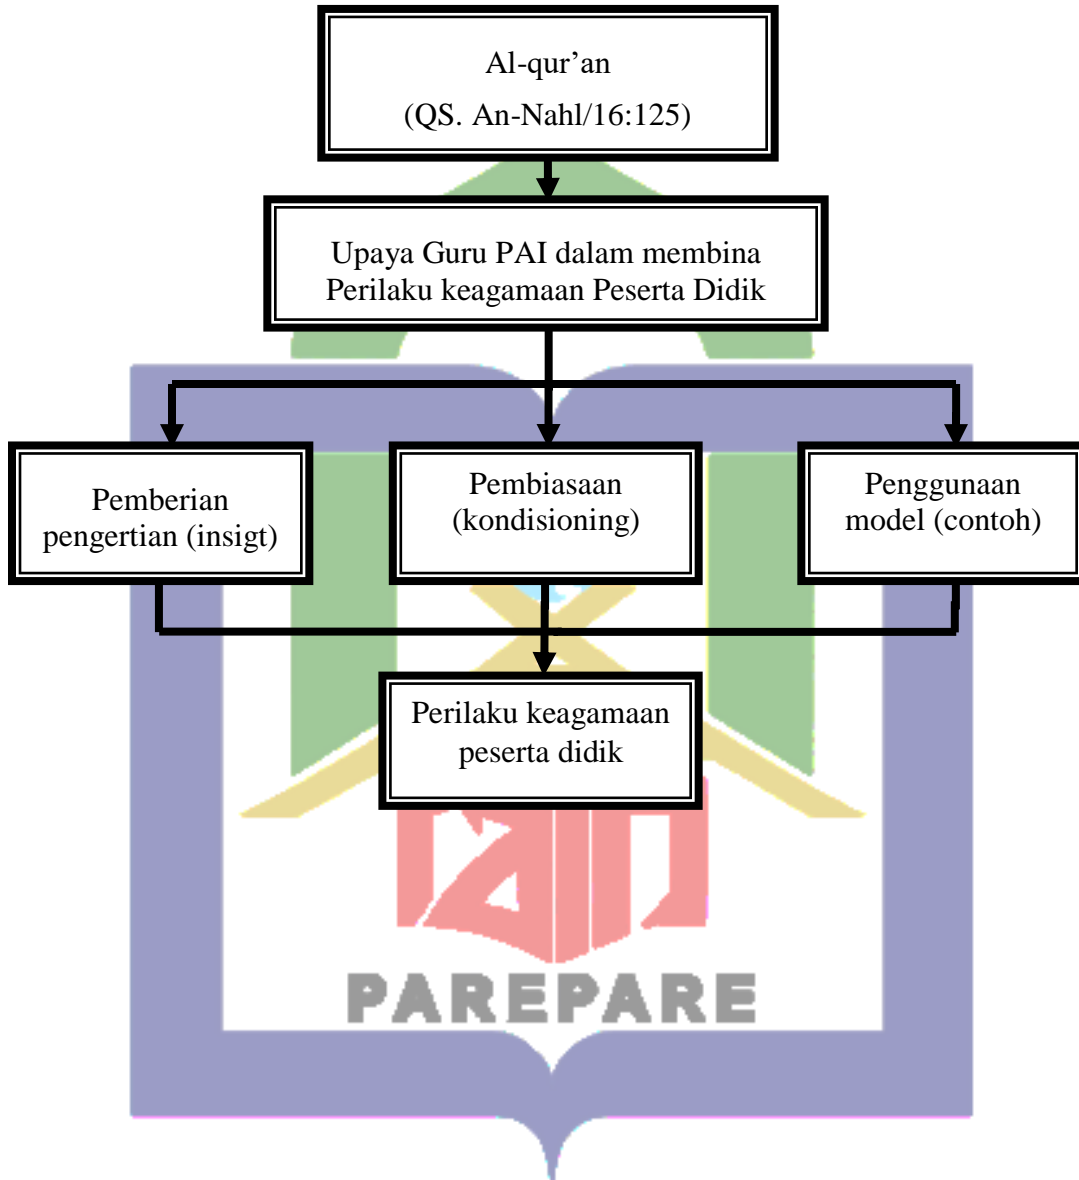 Al-qur’an
(QS. An-Nahl/16:125)
Upaya Guru PAI dalam membina
Perilaku keagamaan Peserta Didik
Pemberian
pengertian (insigt)
Pembiasaan
(kondisioning)
Penggunaan
model (contoh)
Perilaku keagamaan
peserta didik
iain
PAREPARE